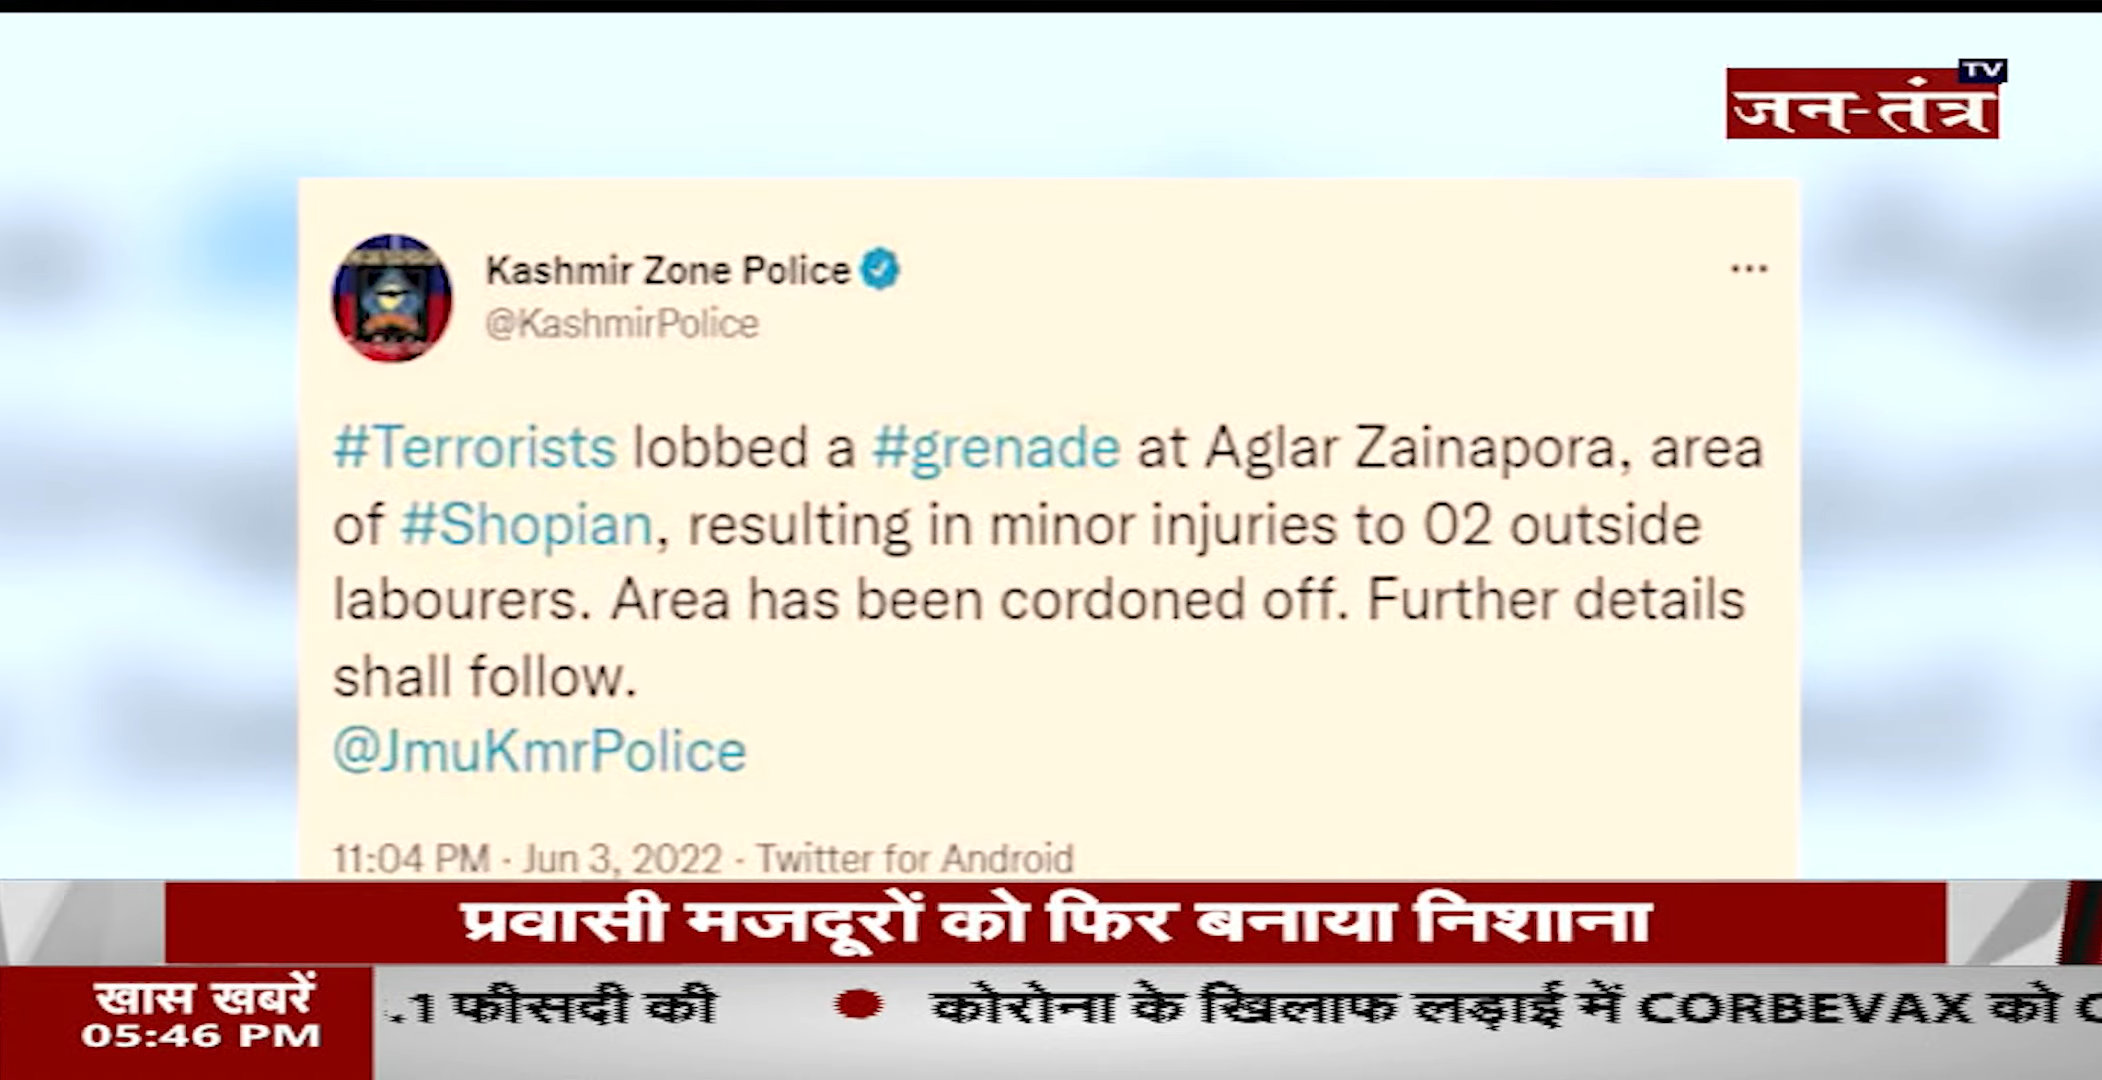 TV
जन-तंत्र
Kashmir Zone Police
@KashmirPolice
#Terrorists lobbed a #grenade at Aglar Zainapora, area
of #Shopian, resulting in minor injuries to 02 outside
labourers. Area has been cordoned off. Further details
shall follow.
@JmuKmrPolice
11:04 PM · Jun 3, 2022 · Twitter for Android
प्रवासी मजदूरों को फिर बनाया निशाना
खास खबरें
05:46 PM
.1 फीसदी की ● कोरोना के खिलाफ लड़ाई में CORBEVAX को